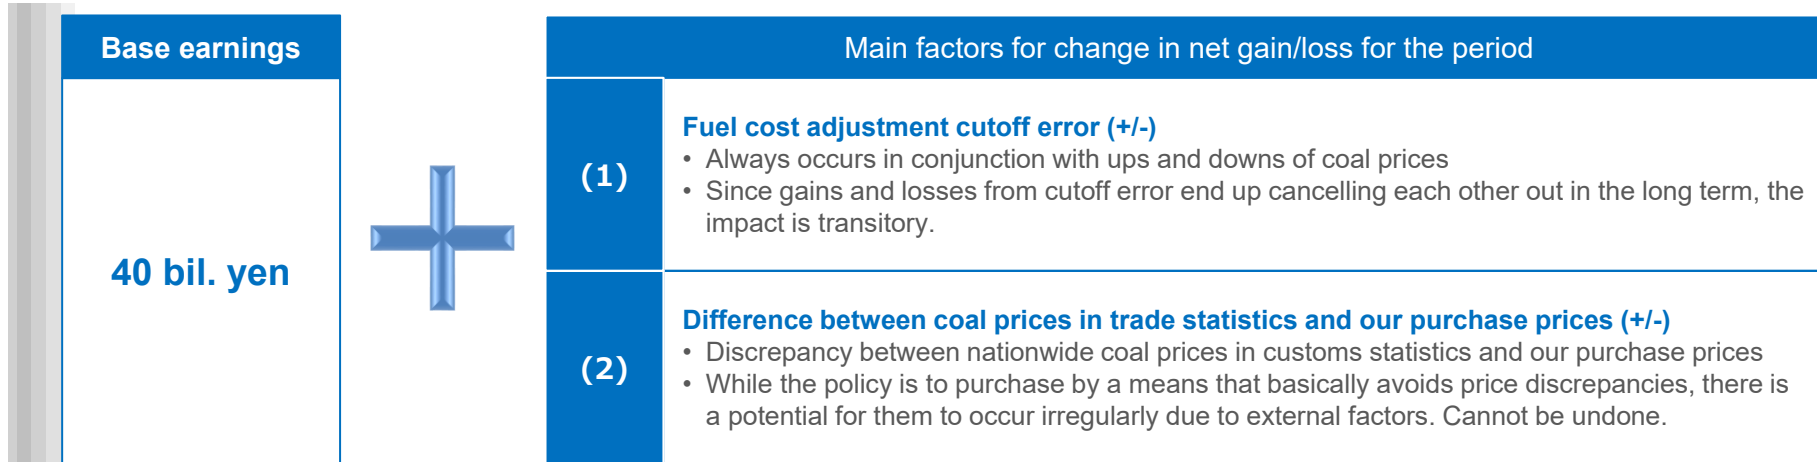 Base earnings
40 bil. yen
Main factors for change in net gain/loss for the period
(1)
Fuel cost adjustment cutoff error (+/-)
• Always occurs in conjunction with ups and downs of coal prices
• Since gains and losses from cutoff error end up cancelling each other out in the long term, the
impact is transitory.
(2)
Difference between coal prices in trade statistics and our purchase prices (+/-)
• Discrepancy between nationwide coal prices in customs statistics and our purchase prices
• While the policy is to purchase by a means that basically avoids price discrepancies, there is
a potential for them to occur irregularly due to external factors. Cannot be undone.